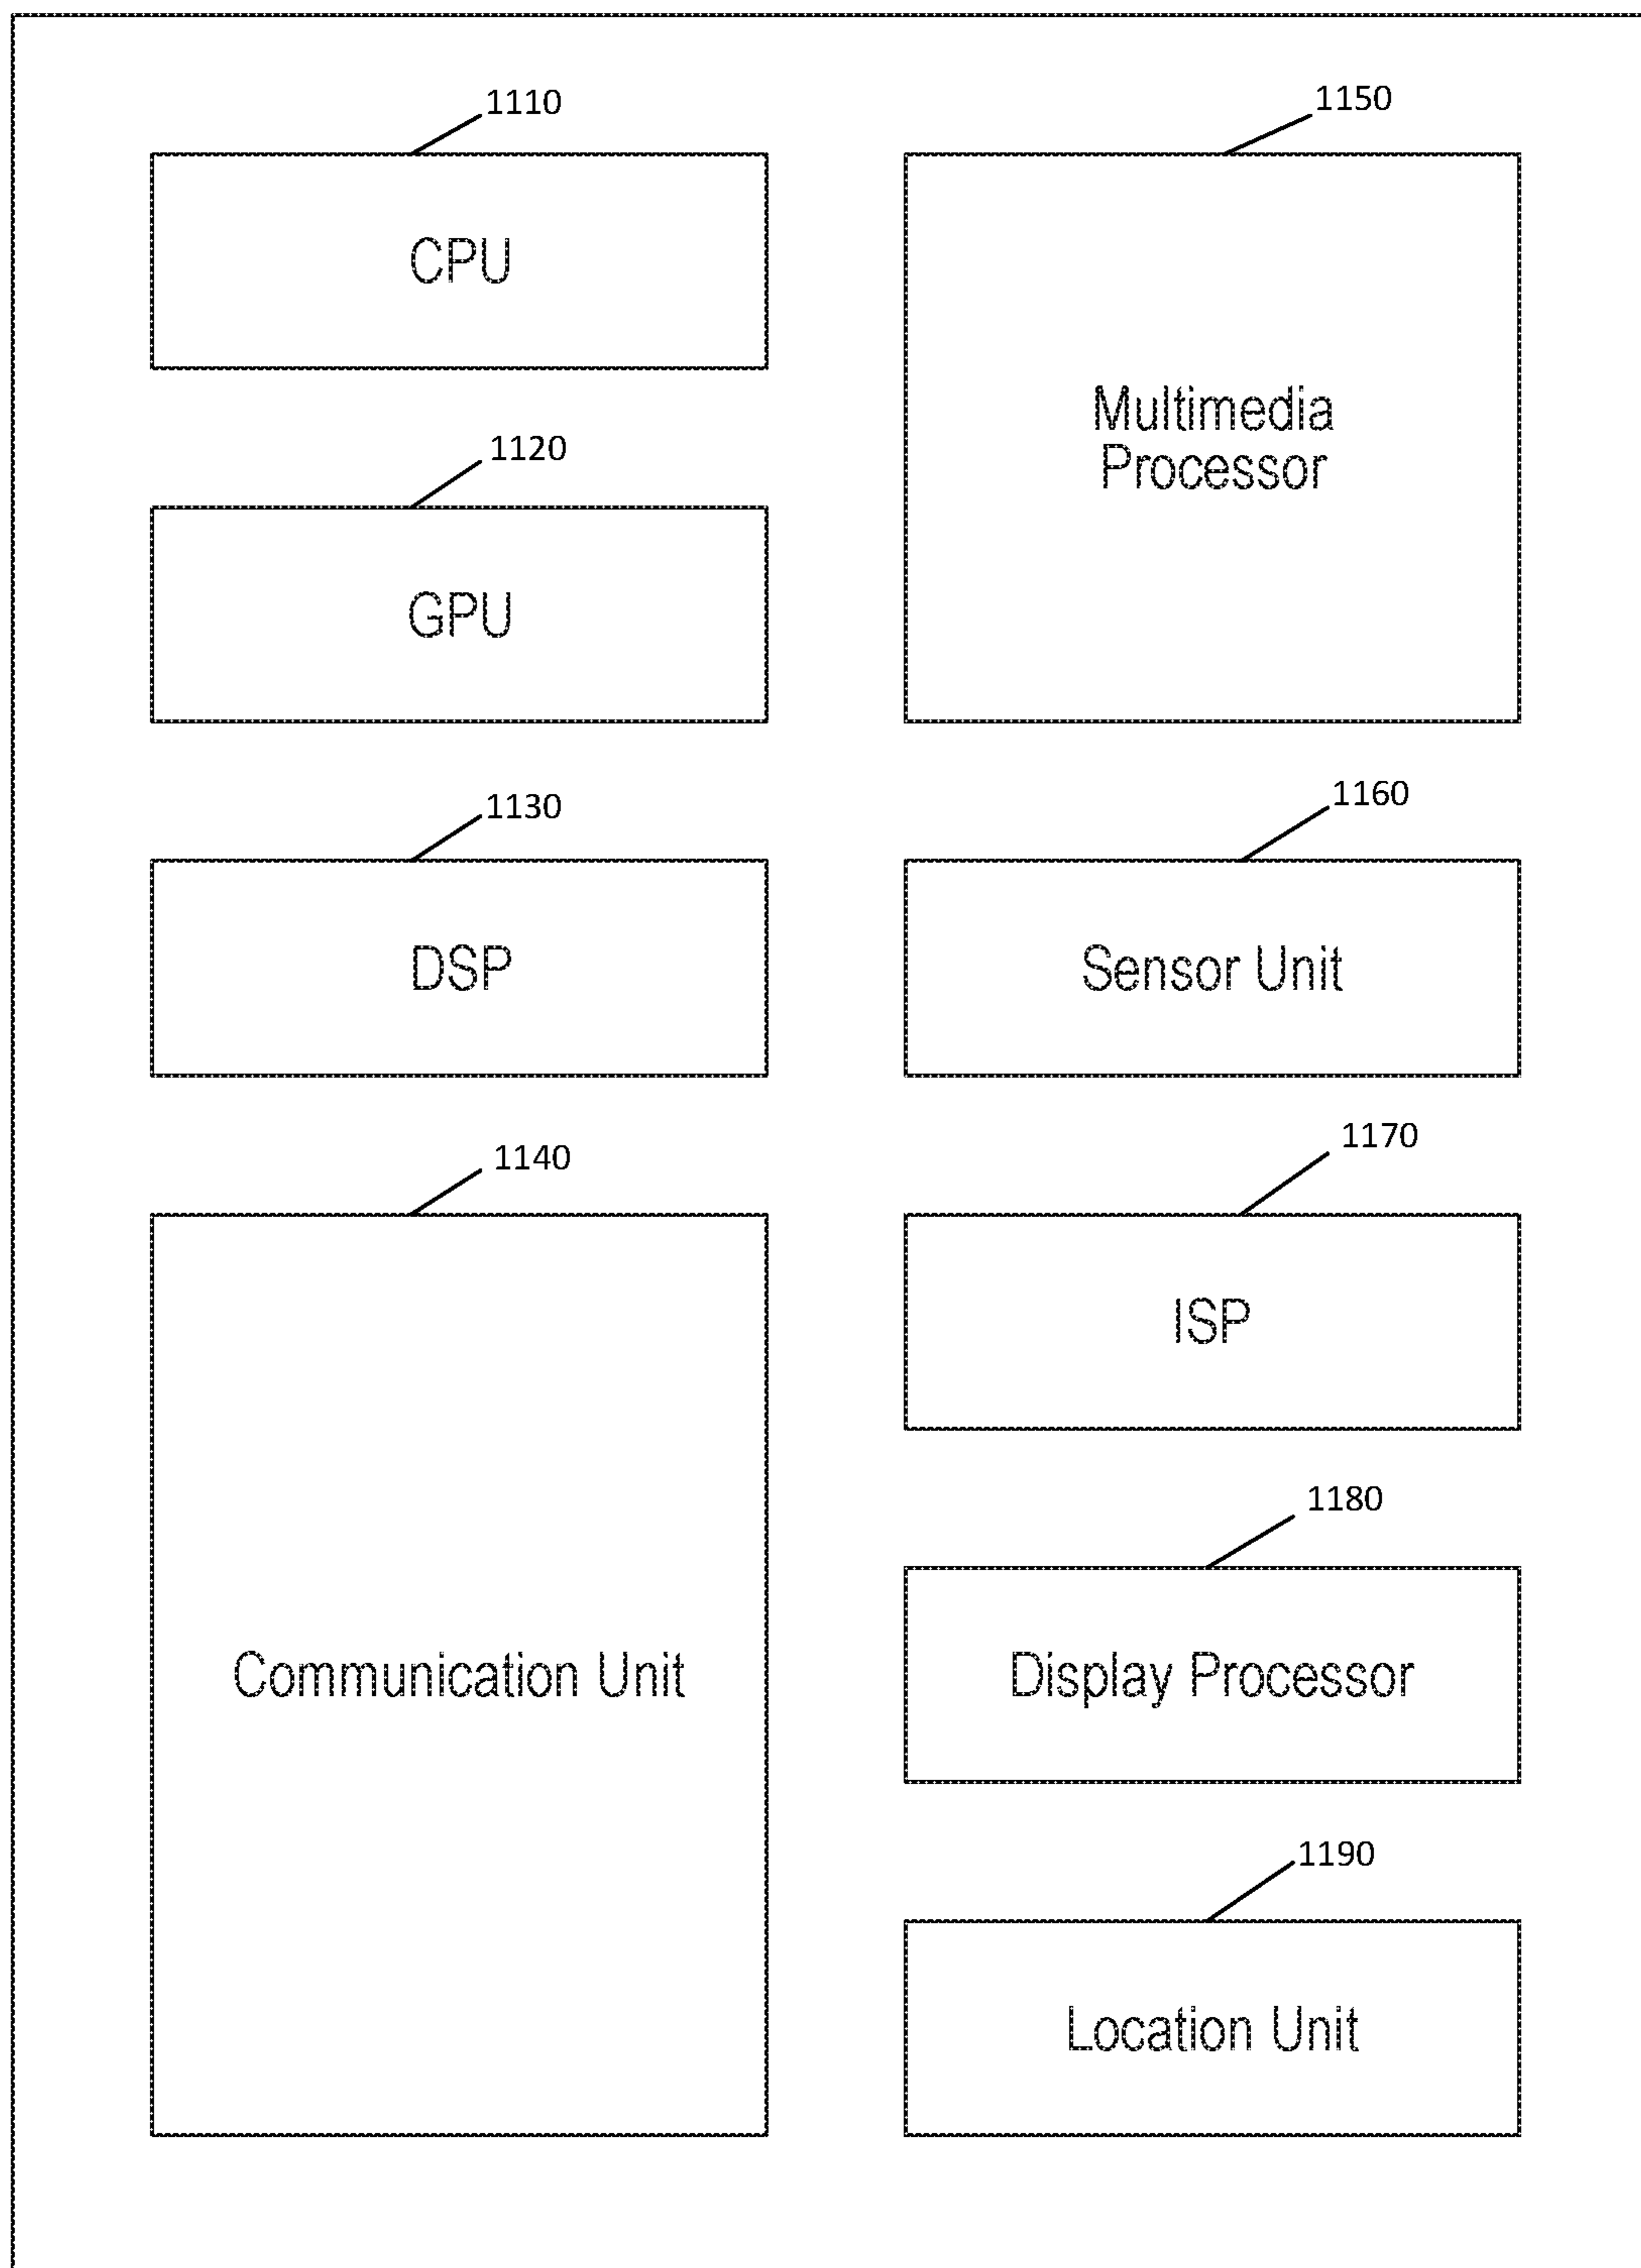 1110
CPU
1120
GPU
1130
DSP
1140
Communication Unit
1150
Multimedia
Processor
1160
Sensor Unit
1170
ISP
1180
Display Processor
1190
Location Unit